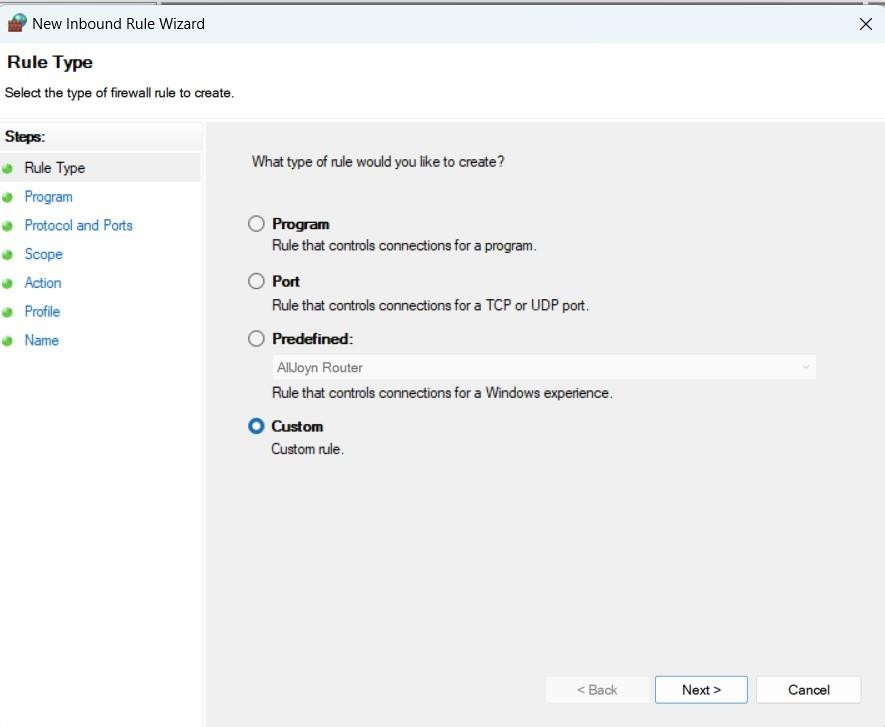 New Inbound Rule Wizard
Rule Type
Select the type of firewall rule to create.
Steps:
Rule Type
Program
Protocol and Ports
Scope
Action
Profile
Name
What type of rule would you like to create?
Program
Rule that controls connections for a program.
Port
Rule that controls connections for a TCP or UDP port.
Predefined:
AllJoyn Router
Rule that controls connections for a Windows experience.
Custom
Custom rule.
< Back
Next >
Cancel